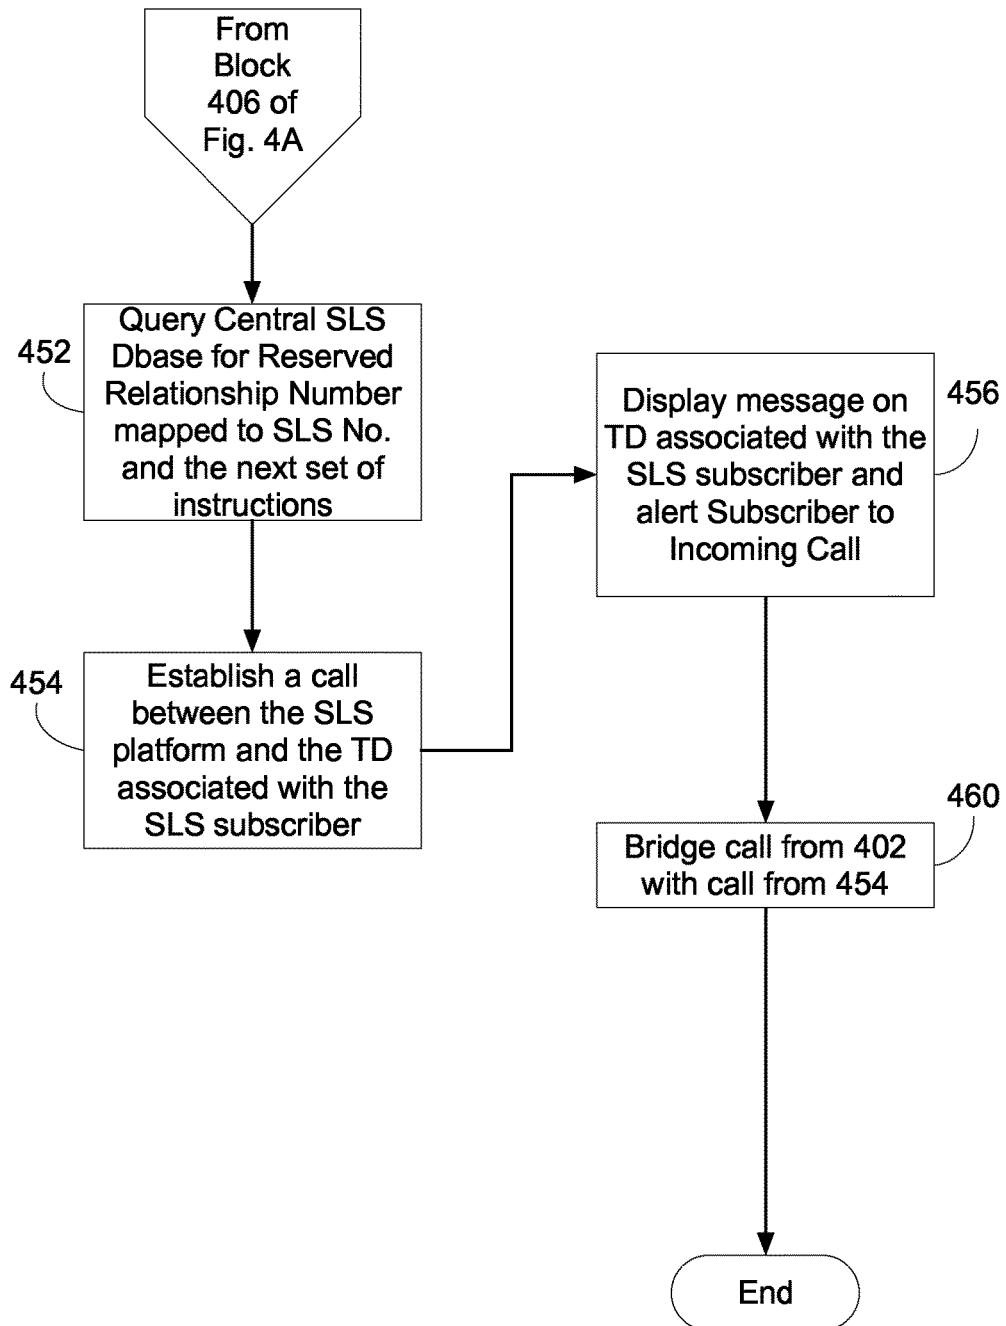 From
Block
406 of
Fig. 4A
452
Query Central SLS
Dbase for Reserved
Relationship Number
mapped to SLS No.
and the next set of
instructions
454
Establish a call
between the SLS
platform and the TD
associated with the
SLS subscriber
456
Display message on
TD associated with the
SLS subscriber and
alert Subscriber to
Incoming Call
460
Bridge call from 402
with call from 454
End